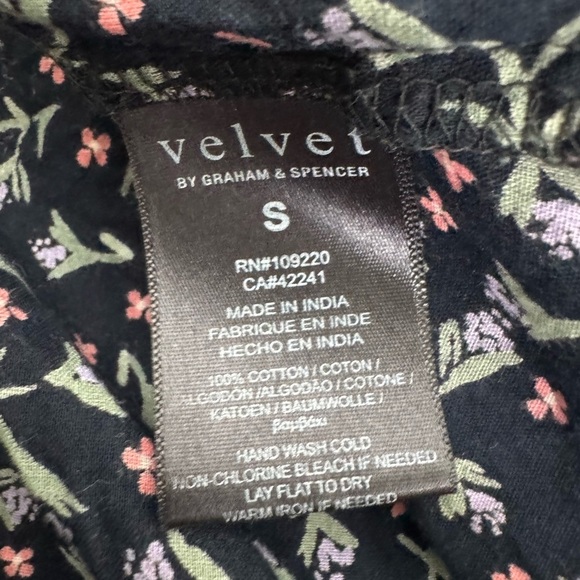 velvet
BY GRAHAM & SPENCER
S
RN#109220
CA#42241
MADE IN INDIA
FABRIQUE EN INDE
HECHO EN INDIA
100% COTTON / COTON /
ALGODÓN /ALGODÃO / COTONE /
KATOEN / BAUMWOLLE /
βαμβάκι
HAND WASH COLD
NON-CHLORINE BLEACH IF NEEDED
LAY FLAT TO DRY
WARM IRON IF NEEDED